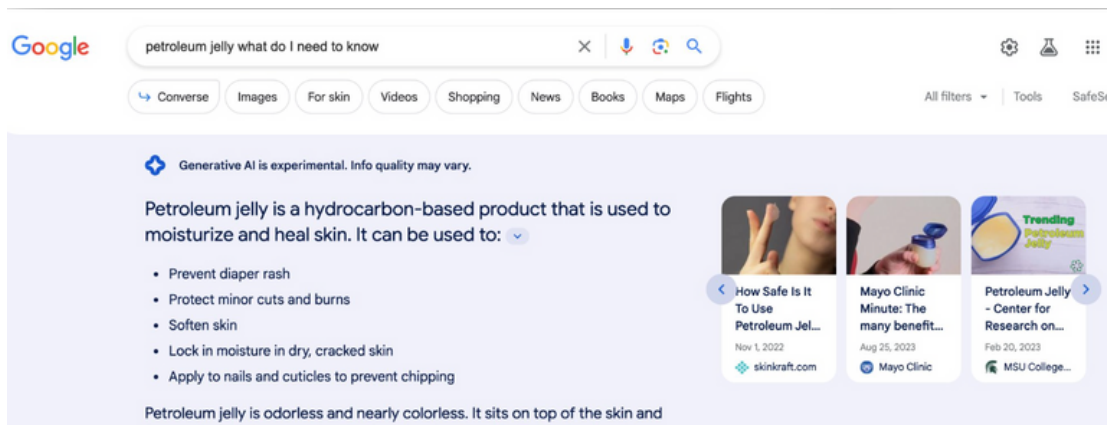 Google
petroleum jelly what do I need to know
Converse Images For skin Videos Shopping News Books Maps Flights All filters Tools SafeSe
Generative AI is experimental. Info quality may vary.
Petroleum jelly is a hydrocarbon-based product that is used to
moisturize and heal skin. It can be used to:
• Prevent diaper rash
• Protect minor cuts and burns
• Soften skin
• Lock in moisture in dry, cracked skin
• Apply to nails and cuticles to prevent chipping
Petroleum jelly is odorless and nearly colorless. It sits on top of the skin and
How Safe Is It
To Use
Petroleum Jel...
Nov 1, 2022
skinkraft.com
Mayo Clinic
Minute: The
many benefit...
Aug 25, 2023
Mayo Clinic
Trending
Petroleum
Jelly
Petroleum Jelly
- Center for
Research on...
Feb 20, 2023
MSU College...